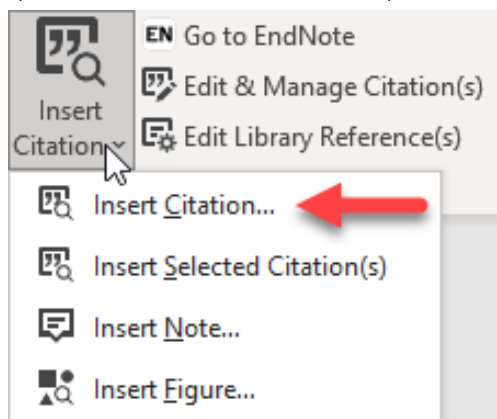 EN Go to EndNote
Edit & Manage Citation(s)
Edit Library Reference(s)
Insert
Citation
Insert Citation...
Insert Selected Citation(s)
Insert Note...
Insert Figure...